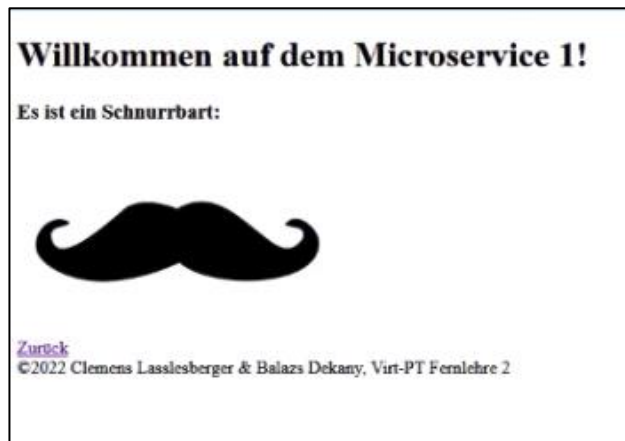 Willkommen auf dem Microservice 1!
Es ist ein Schnurrbart:
Zurück
©2022 Clemens Lasslesberger & Balazs Dekany, Virt-PT Fernlehre 2